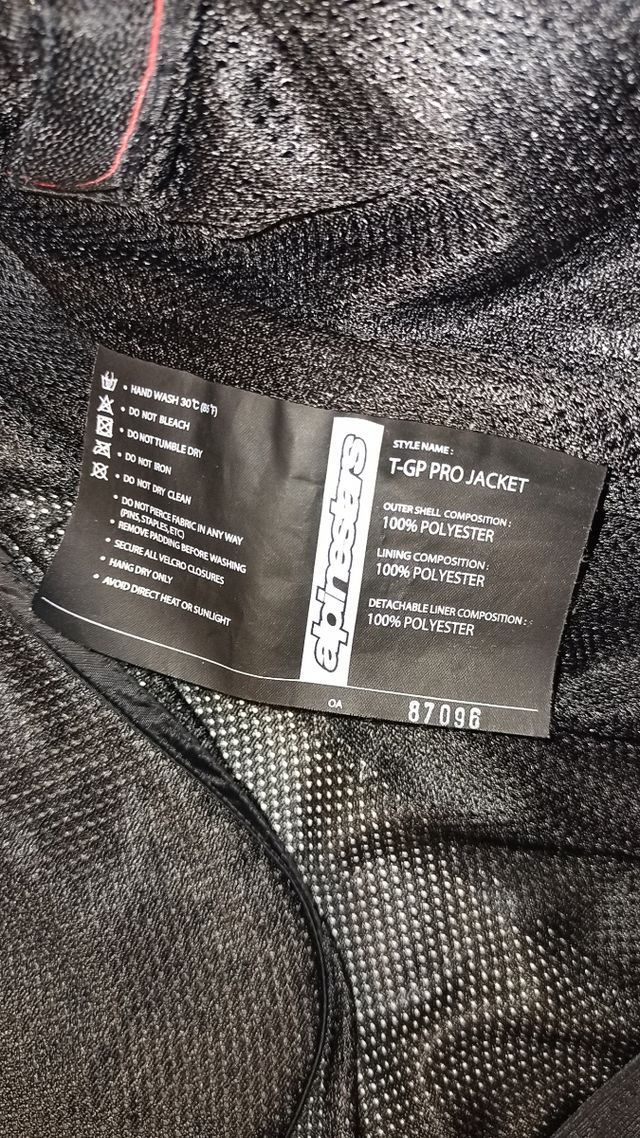 • HAND WASH 30℃ (85℉)
• DO NOT BLEACH
• DO NOT TUMBLE DRY
• DO NOT IRON
• DO NOT DRY CLEAN
• DO NOT PIERCE FABRIC IN ANY WAY
(PINS, STAPLES, ETC)
• REMOVE PADDING BEFORE WASHING
• SECURE ALL VELCRO CLOSURES
• HANG DRY ONLY
• AVOID DIRECT HEAT OR SUNLIGHT
alpinestars
STYLE NAME :
T-GP PRO JACKET
OUTER SHELL COMPOSITION :
100% POLYESTER
LINING COMPOSITION :
100% POLYESTER
DETACHABLE LINER COMPOSITION :
100% POLYESTER
OA
87096